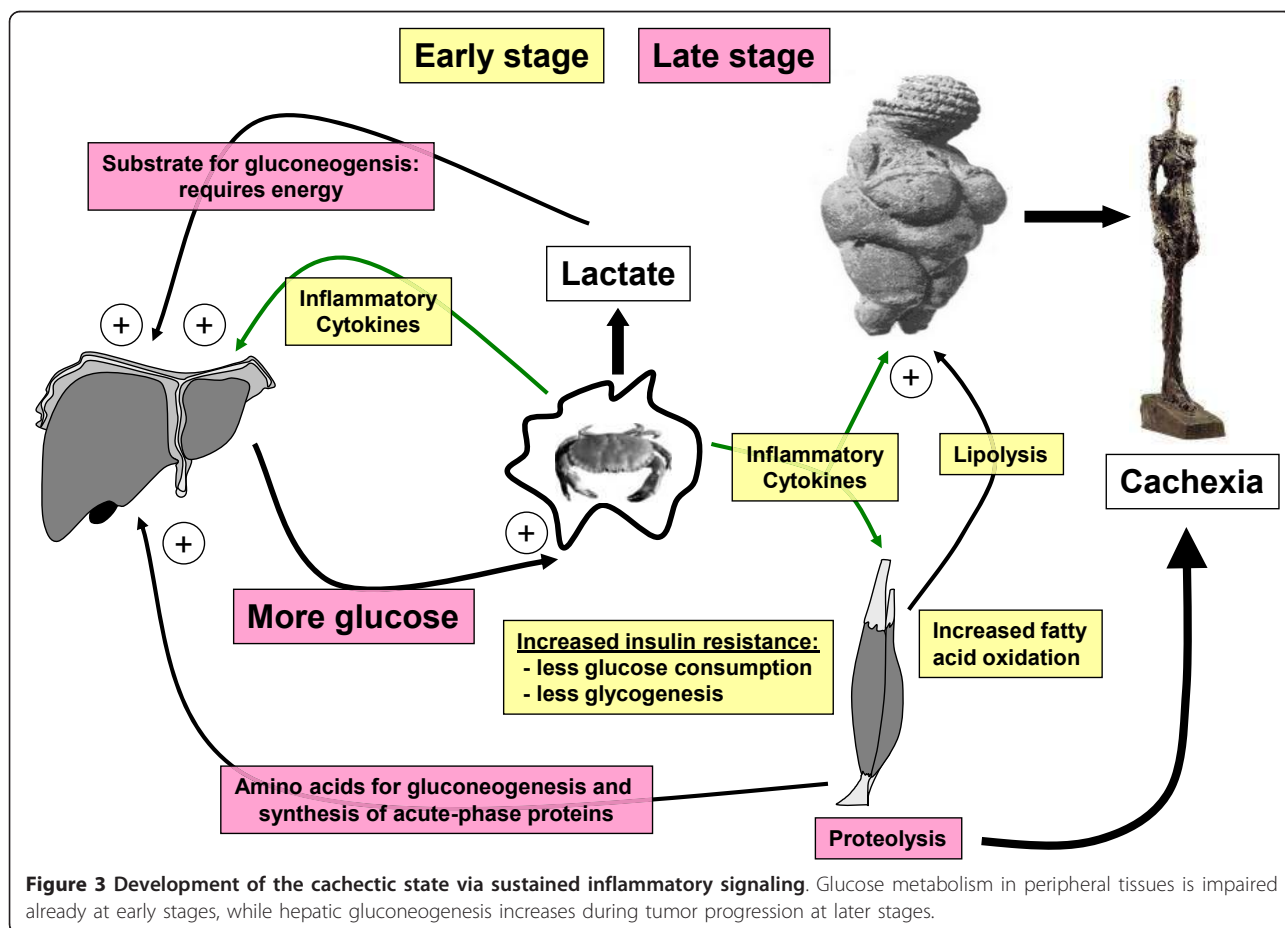 Early stage
Late stage
Substrate for gluconeogensis:
requires energy
Inflammatory
Cytokines
Lactate
+
+
+
Inflammatory
Cytokines
Lipolysis
Cachexia
+
+
More glucose
Increased insulin resistance:
- less glucose consumption
- less glycogenesis
Increased fatty
acid oxidation
Amino acids for gluconeogenesis and
synthesis of acute-phase proteins
Proteolysis
Figure 3 Development of the cachectic state via sustained inflammatory signaling. Glucose metabolism in peripheral tissues is impaired
already at early stages, while hepatic gluconeogenesis increases during tumor progression at later stages.